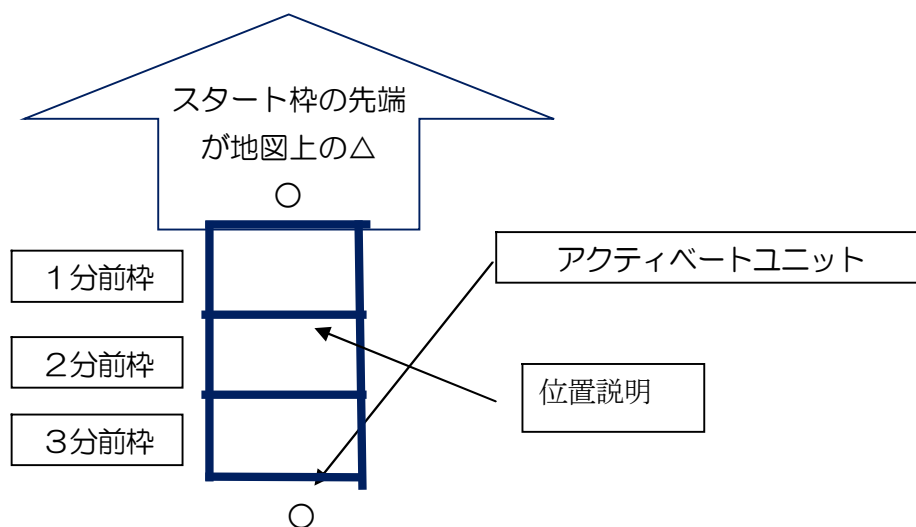 スタート枠の先端
が地図上の△
○
１分前枠
アクティベートユニット
２分前枠
位置説明
３分前枠
○